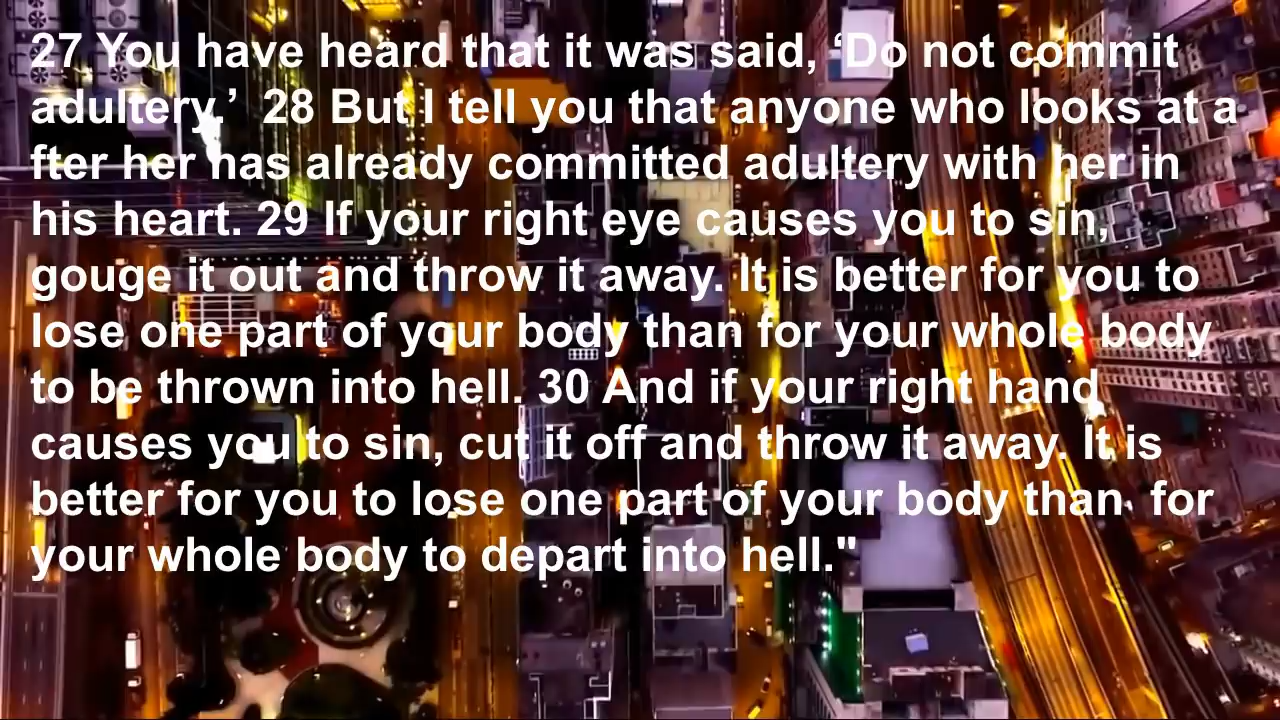 27 You have heard that it was said, ‘Do not commit
adultery.’  28 But I tell you that anyone who looks at a
fter her has already committed adultery with her in
his heart. 29 If your right eye causes you to sin,
gouge it out and throw it away. It is better for you to
lose one part of your body than for your whole body
to be thrown into hell. 30 And if your right hand
causes you to sin, cut it off and throw it away. It is
better for you to lose one part of your body than  for
your whole body to depart into hell."